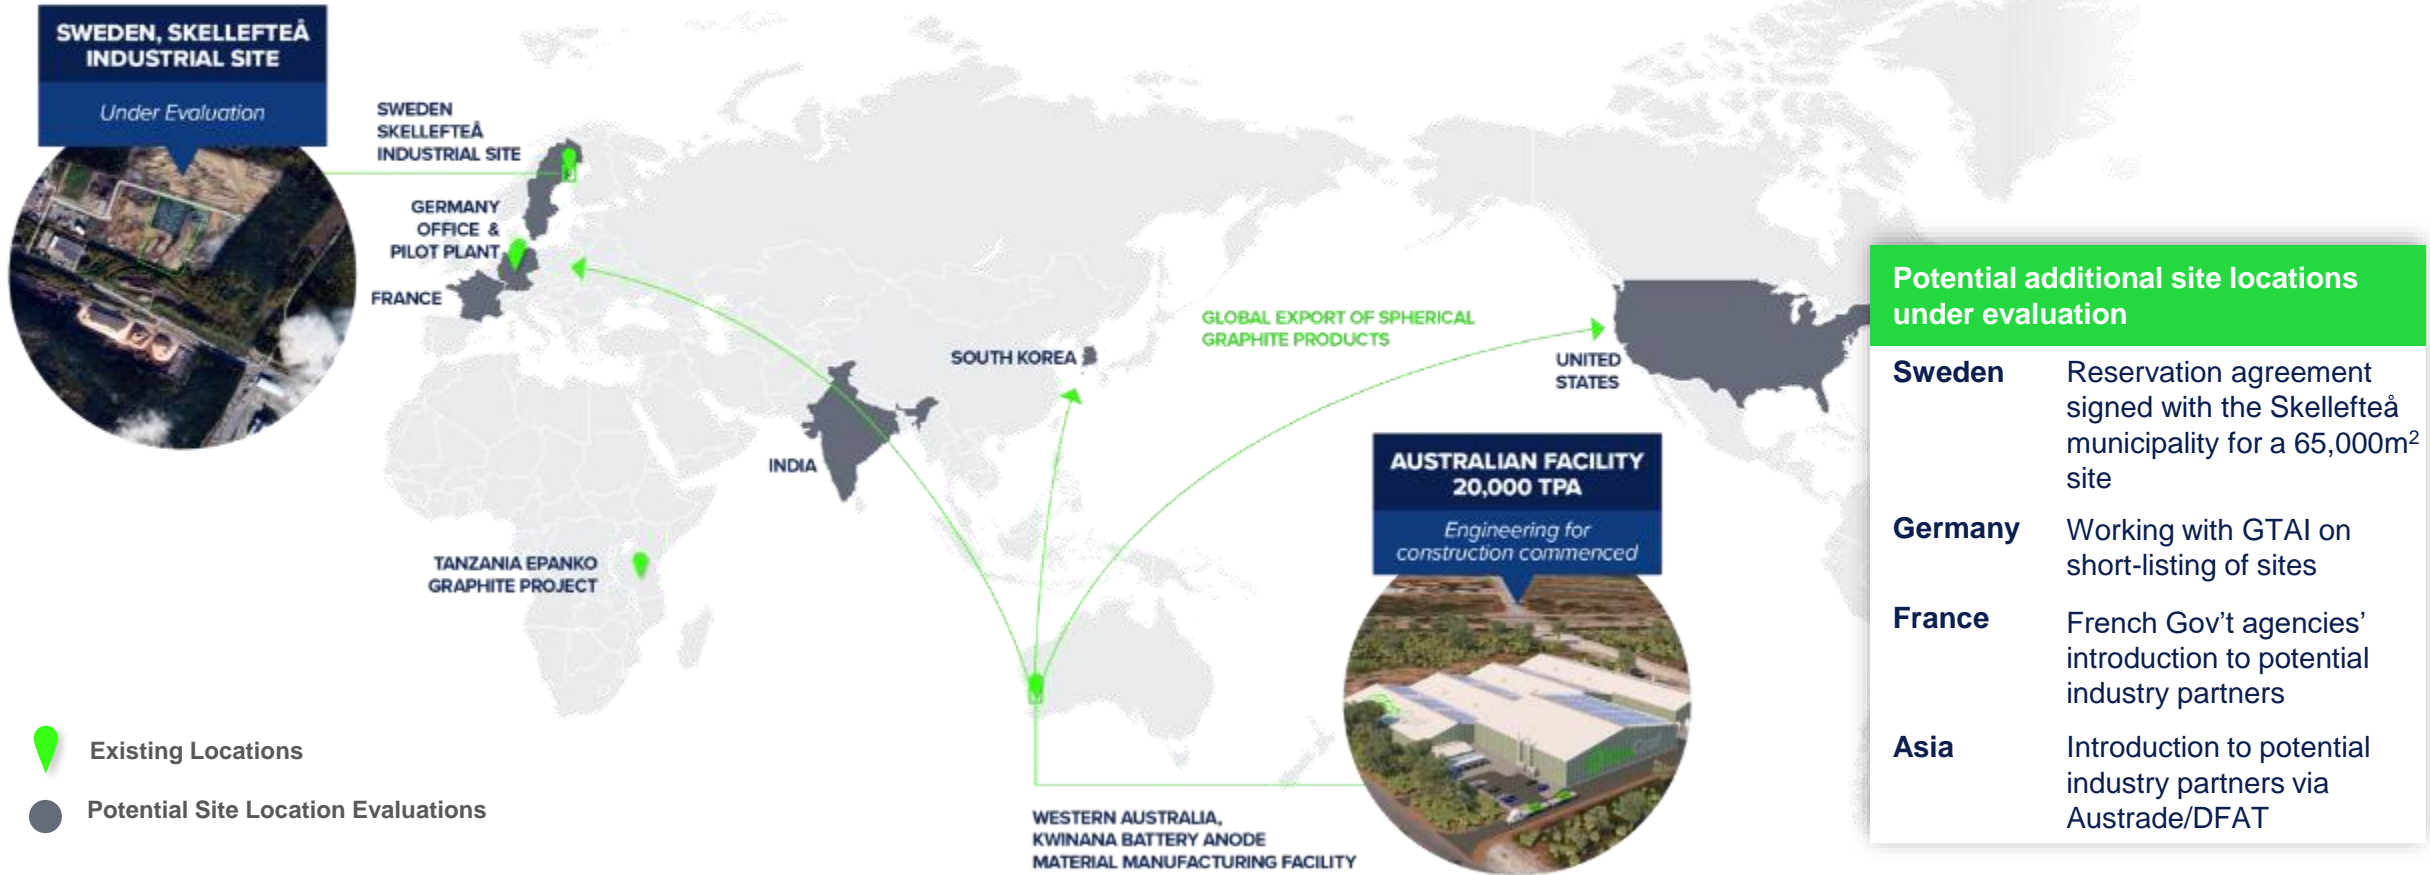 SWEDEN, SKELLEFTEÅ
INDUSTRIAL SITE
Under Evaluation
SWEDEN
SKELLEFTEÅ
INDUSTRIAL SITE
GERMANY
OFFICE &
PILOT PLANT
FRANCE
INDIA
SOUTH KOREA
GLOBAL EXPORT OF SPHERICAL
GRAPHITE PRODUCTS
UNITED
STATES
TANZANIA EPANKO
GRAPHITE PROJECT
AUSTRALIAN FACILITY
20,000 TPA
Engineering for
construction commenced
WESTERN AUSTRALIA,
KWINANA BATTERY ANODE
MATERIAL MANUFACTURING FACILITY
Existing Locations
Potential Site Location Evaluations
Potential additional site locations
under evaluation
Sweden
Reservation agreement
signed with the Skellefteå
municipality for a 65,000m²
site
Germany
Working with GTAI on
short-listing of sites
France
French Gov’t agencies’
introduction to potential
industry partners
Asia
Introduction to potential
industry partners via
Austrade/DFAT